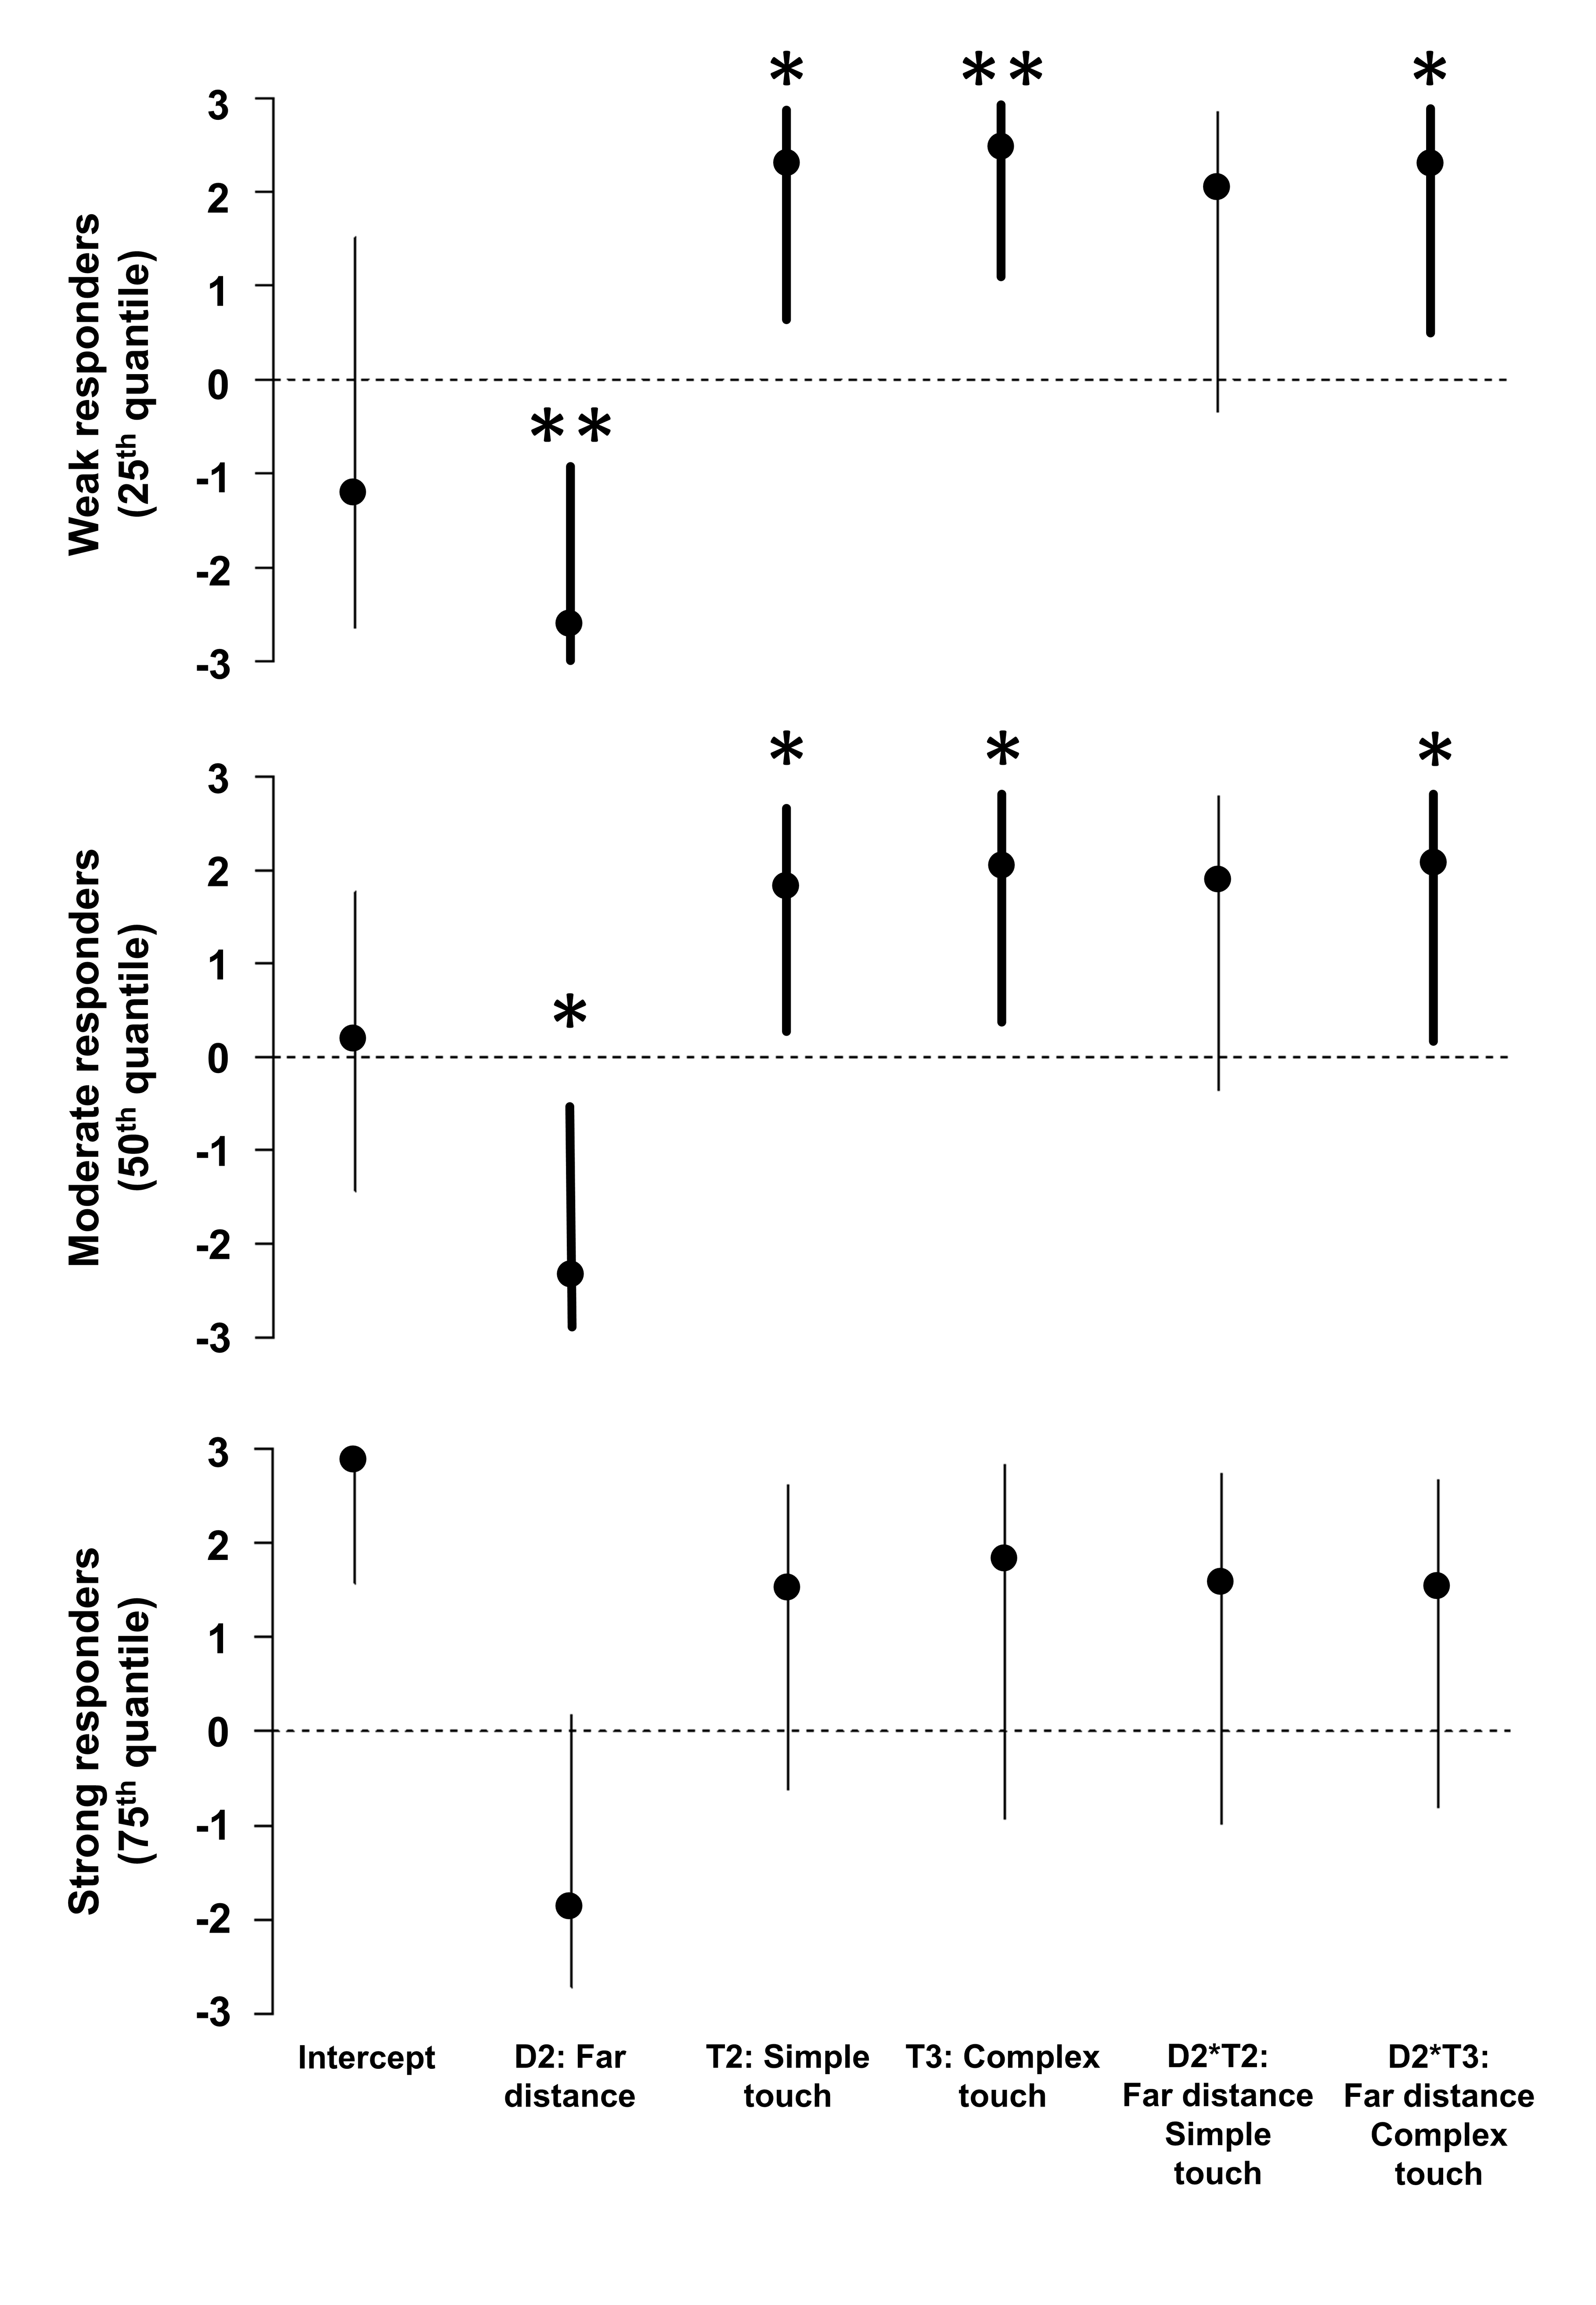 Weak responders
(25th quantile)
3
2
1
0
-1
-2
-3
*
**
*
**
Moderate responders
(50th quantile)
3
2
1
0
-1
-2
-3
*
*
*
*
Strong responders
(75th quantile)
3
2
1
0
-1
-2
-3
Intercept
D2: Far
distance
T2: Simple
touch
T3: Complex
touch
D2*T2:
Far distance
Simple
touch
D2*T3:
Far distance
Complex
touch